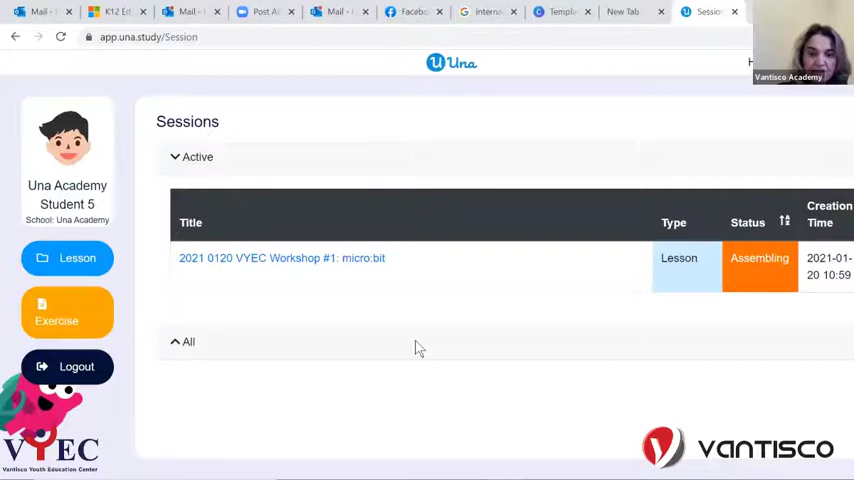 Mail -
K12 Ed
Mail -
Post A
Mail -
Facebo
interna
Templa
New Tab
Sessio
app.una.study/Session
Una
H
Vantisco Academy
Una Academy
Student 5
School: Una Academy
Lesson
Exercise
Logout
Sessions
Active
Title
Type
Status
Creation
Time
2021 0120 VYEC Workshop #1: micro:bit
Lesson
Assembling
2021-01-
20 10:59
All
VYEC
Vantisco Youth Education Center
VANTISCO